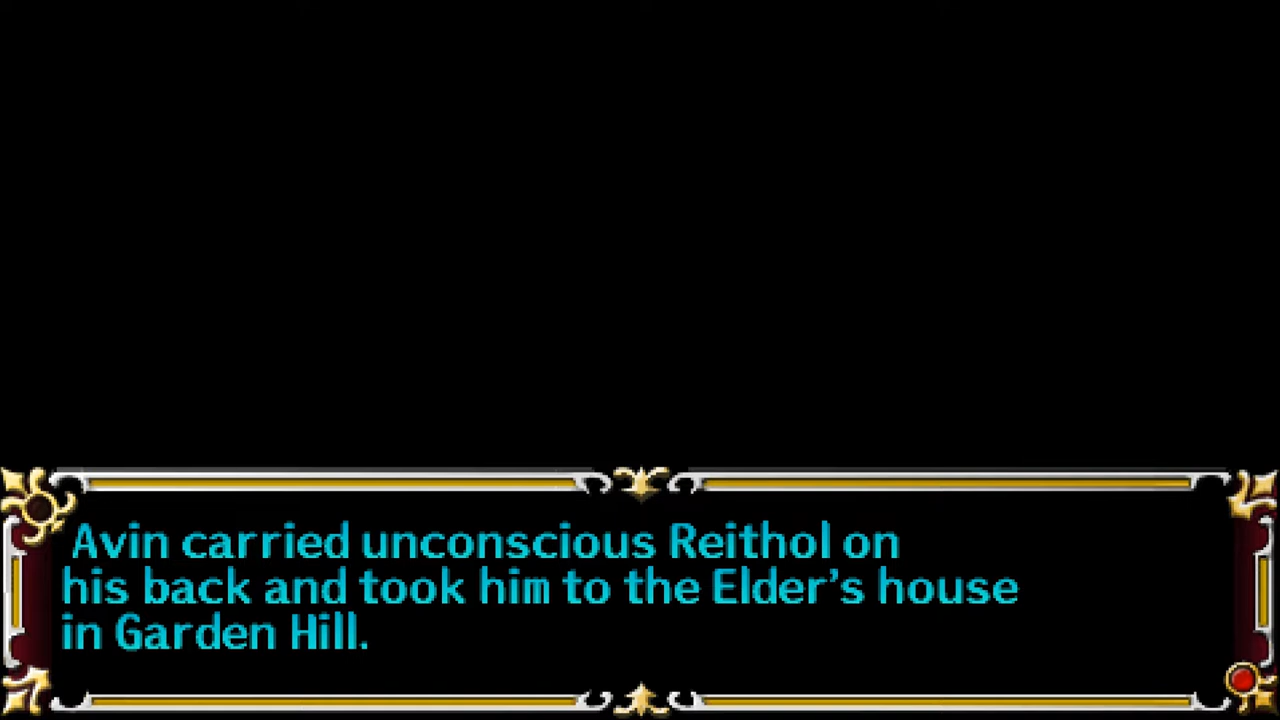 Avin carried unconscious Reithol on
his back and took him to the Elder's house
in Garden Hill.